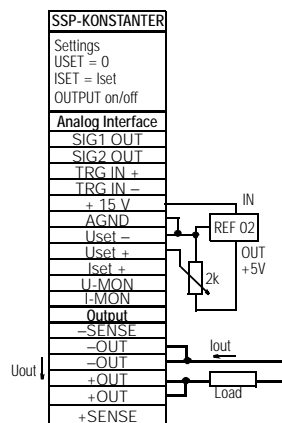 SSP-KONSTANTER
Settings
USET = 0
ISET = Iset
OUTPUT on/off
Analog Interface
SIG1 OUT
SIG2 OUT
TRG IN +
TRG IN –
+ 15 V
IN
AGND
REF 02
Uset –
Uset +
OUT
+5V
Iset +
2k
U-MON
I-MON
Output
–SENSE
–OUT
Iout
–OUT
Uout
+OUT
+OUT
Load
+SENSE